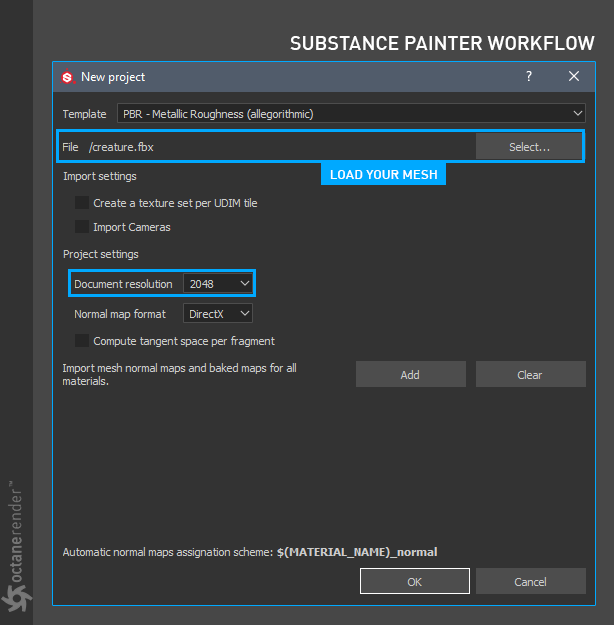 SUBSTANCE PAINTER WORKFLOW
New project
?
Template
PBR - Metallic Roughness (allegorithmic)
File
/creature.fbx
Select...
LOAD YOUR MESH
Import settings
Create a texture set per UDIM tile
Import Cameras
Project settings
Document resolution
2048
Normal map format
DirectX
Compute tangent space per fragment
Import mesh normal maps and baked maps for all
materials.
Add
Clear
Automatic normal maps assignation scheme: $(MATERIAL_NAME)_normal
OK
Cancel
octanerender™